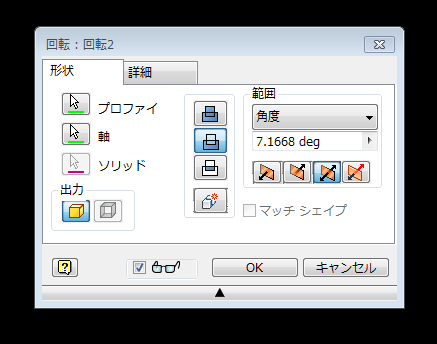 回転 : 回転2
形状
詳細
プロファイ
軸
ソリッド
出力
範囲
角度
7.1668 deg
マッチ シェイプ
?
OK
キャンセル